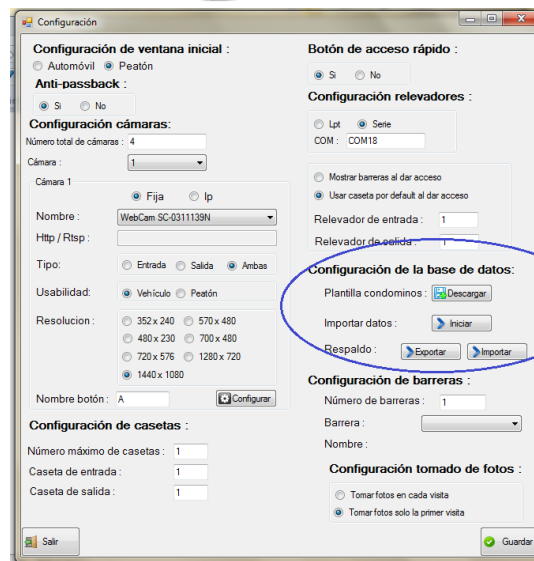 Configuración
Configuración de ventana inicial :
Automóvil Peatón
Anti-passback :
Si No
Configuración cámaras:
Número total de cámaras : 4
Cámara : 1
Cámara 1
Fija Ip
Nombre : WebCam SC-0311139N
Http / Rtsp :
Tipo: Entrada Salida Ambas
Usabilidad: Vehículo Peatón
Resolucion : 352 x 240 570 x 480
480 x 230 700 x 480
720 x 576 1280 x 720
1440 x 1080
Nombre botón : A Configurar
Configuración de casetas :
Número máximo de casetas : 1
Caseta de entrada : 1
Caseta de salida : 1
Salir
Botón de acceso rápido :
Si No
Configuración relevadores :
Lpt Serie
COM : COM18
Mostrar barreras al dar acceso
Usar caseta por default al dar acceso
Relevador de entrada : 1
Relevador de salida : 1
Configuración de la base de datos:
Plantilla condominos : Descargar
Importar datos : Iniciar
Respaldo : Exportar Importar
Configuración de barreras :
Número de barreras : 1
Barrera :
Nombre :
Configuración tomado de fotos :
Tomar fotos en cada visita
Tomar fotos solo la primer visita
Guardar